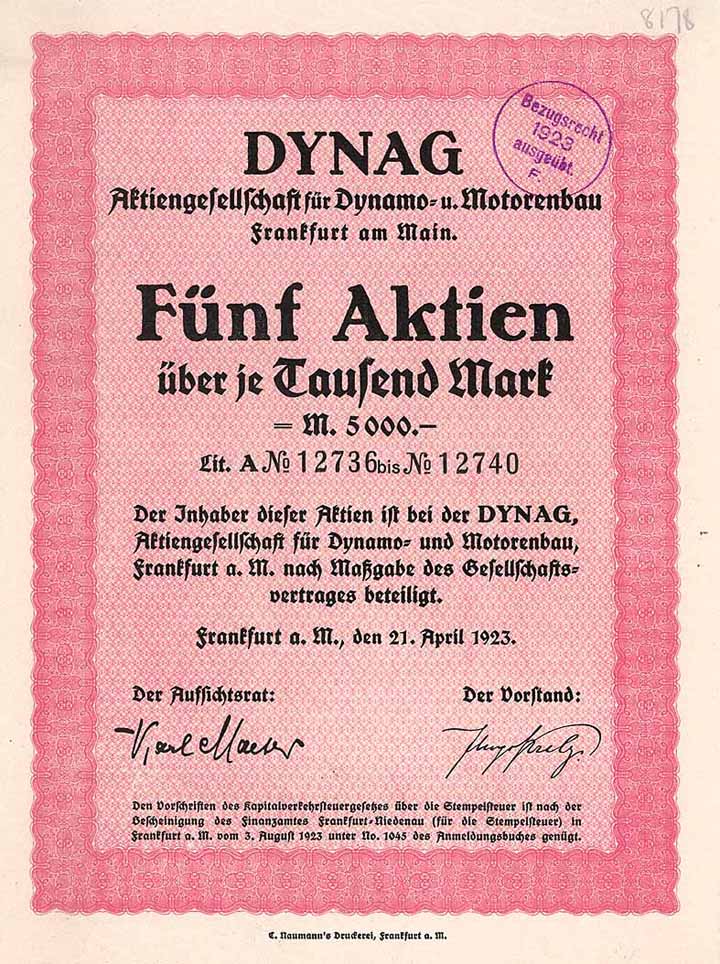 8178
Bezugsrecht
1923
ausgeübt.
F.
DYNAG
Aktiengesellschaft für Dynamo- u. Motorenbau
Frankfurt am Main.
Fünf Aktien
über je Tausend Mark
= M. 5000.–
Lit. A No 12736 bis No 12740
Der Inhaber dieser Aktien ist bei der DYNAG,
Aktiengesellschaft für Dynamo- und Motorenbau,
Frankfurt a. M. nach Maßgabe des Gesellschafts-
vertrages beteiligt.
Frankfurt a. M., den 21. April 1923.
Der Aufsichtsrat: Der Vorstand:
Den Vorschriften des Kapitalverkehrsteuergesetzes über die Stempelsteuer ist nach der
Bescheinigung des Finanzamtes Frankfurt-Niedenau (für die Stempelsteuer) in
Frankfurt a. M. vom 3. August 1923 unter No. 1045 des Anmeldungsbuches genügt.
C. Naumann's Druckerei, Frankfurt a. M.